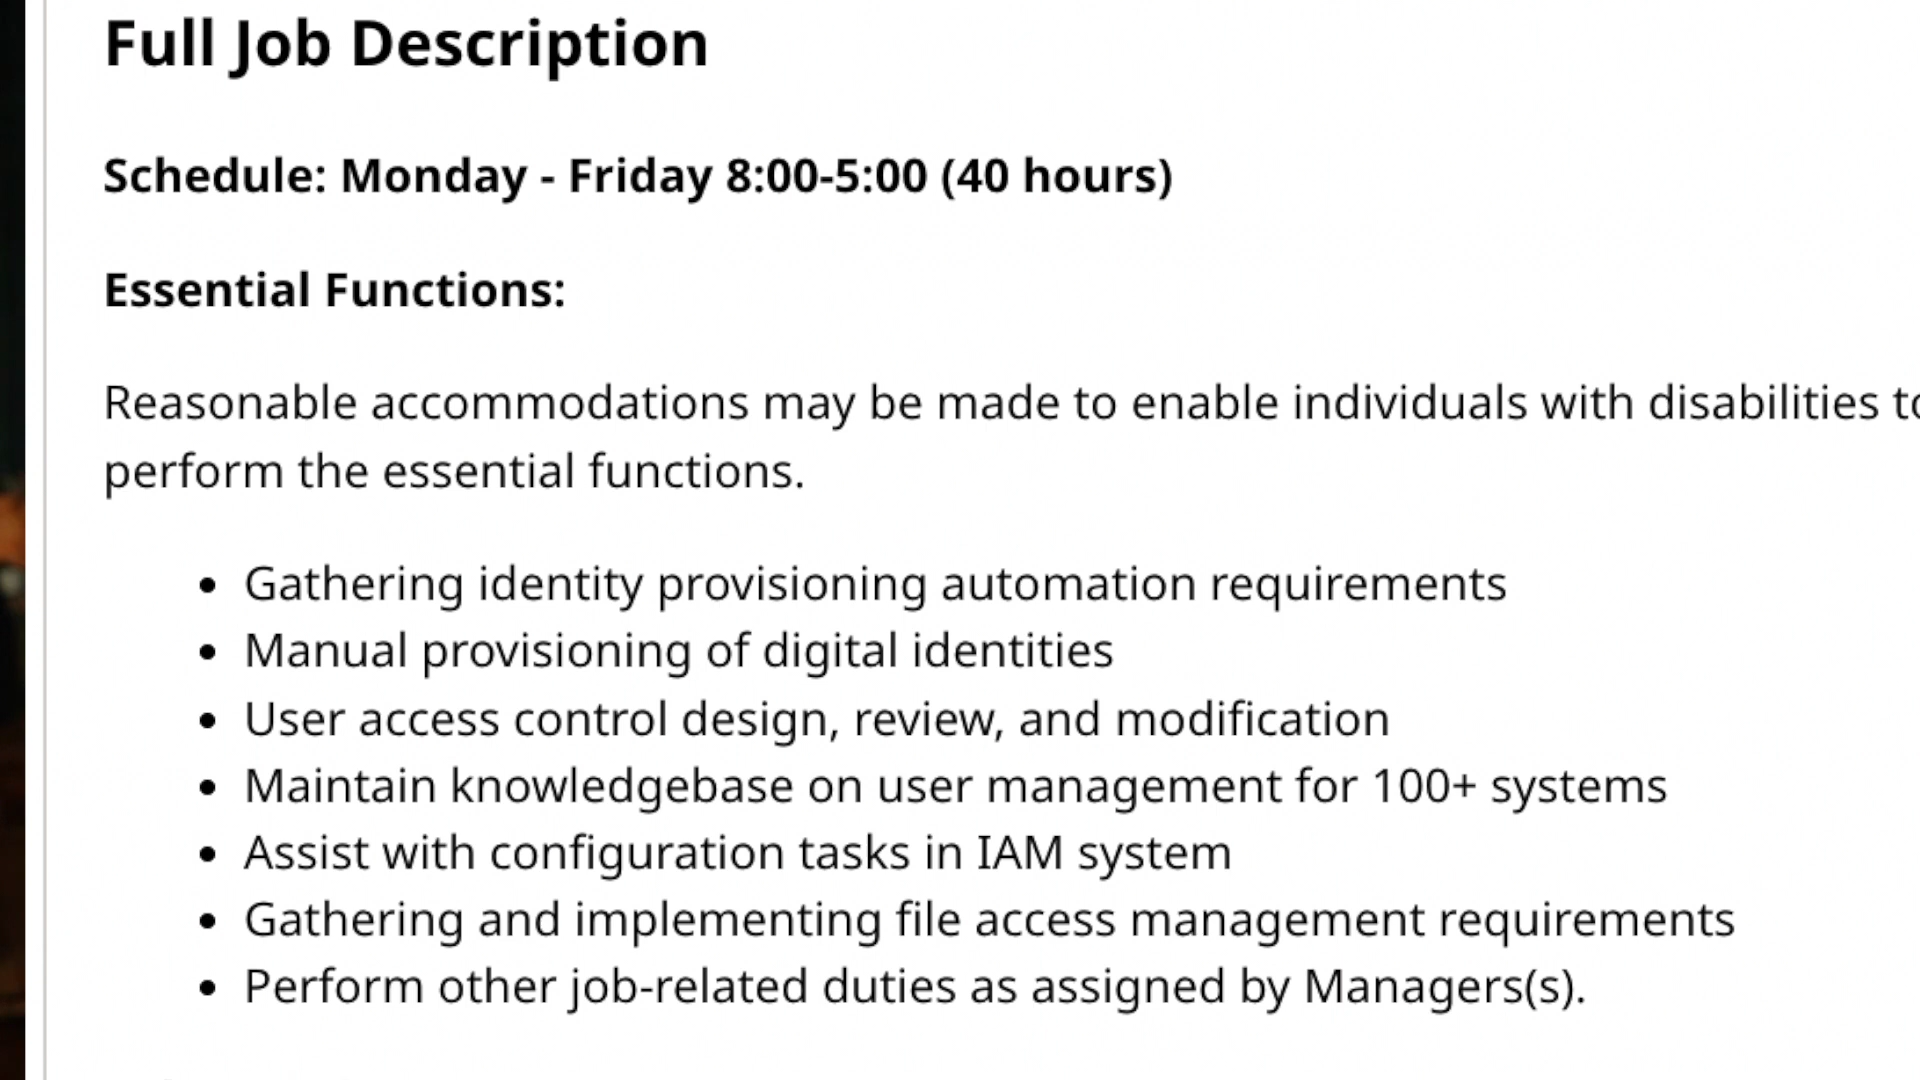 Full Job Description
Schedule: Monday - Friday 8:00-5:00 (40 hours)
Essential Functions:
Reasonable accommodations may be made to enable individuals with disabilities to
perform the essential functions.
• Gathering identity provisioning automation requirements
• Manual provisioning of digital identities
• User access control design, review, and modification
• Maintain knowledgebase on user management for 100+ systems
• Assist with configuration tasks in IAM system
• Gathering and implementing file access management requirements
• Perform other job-related duties as assigned by Managers(s).